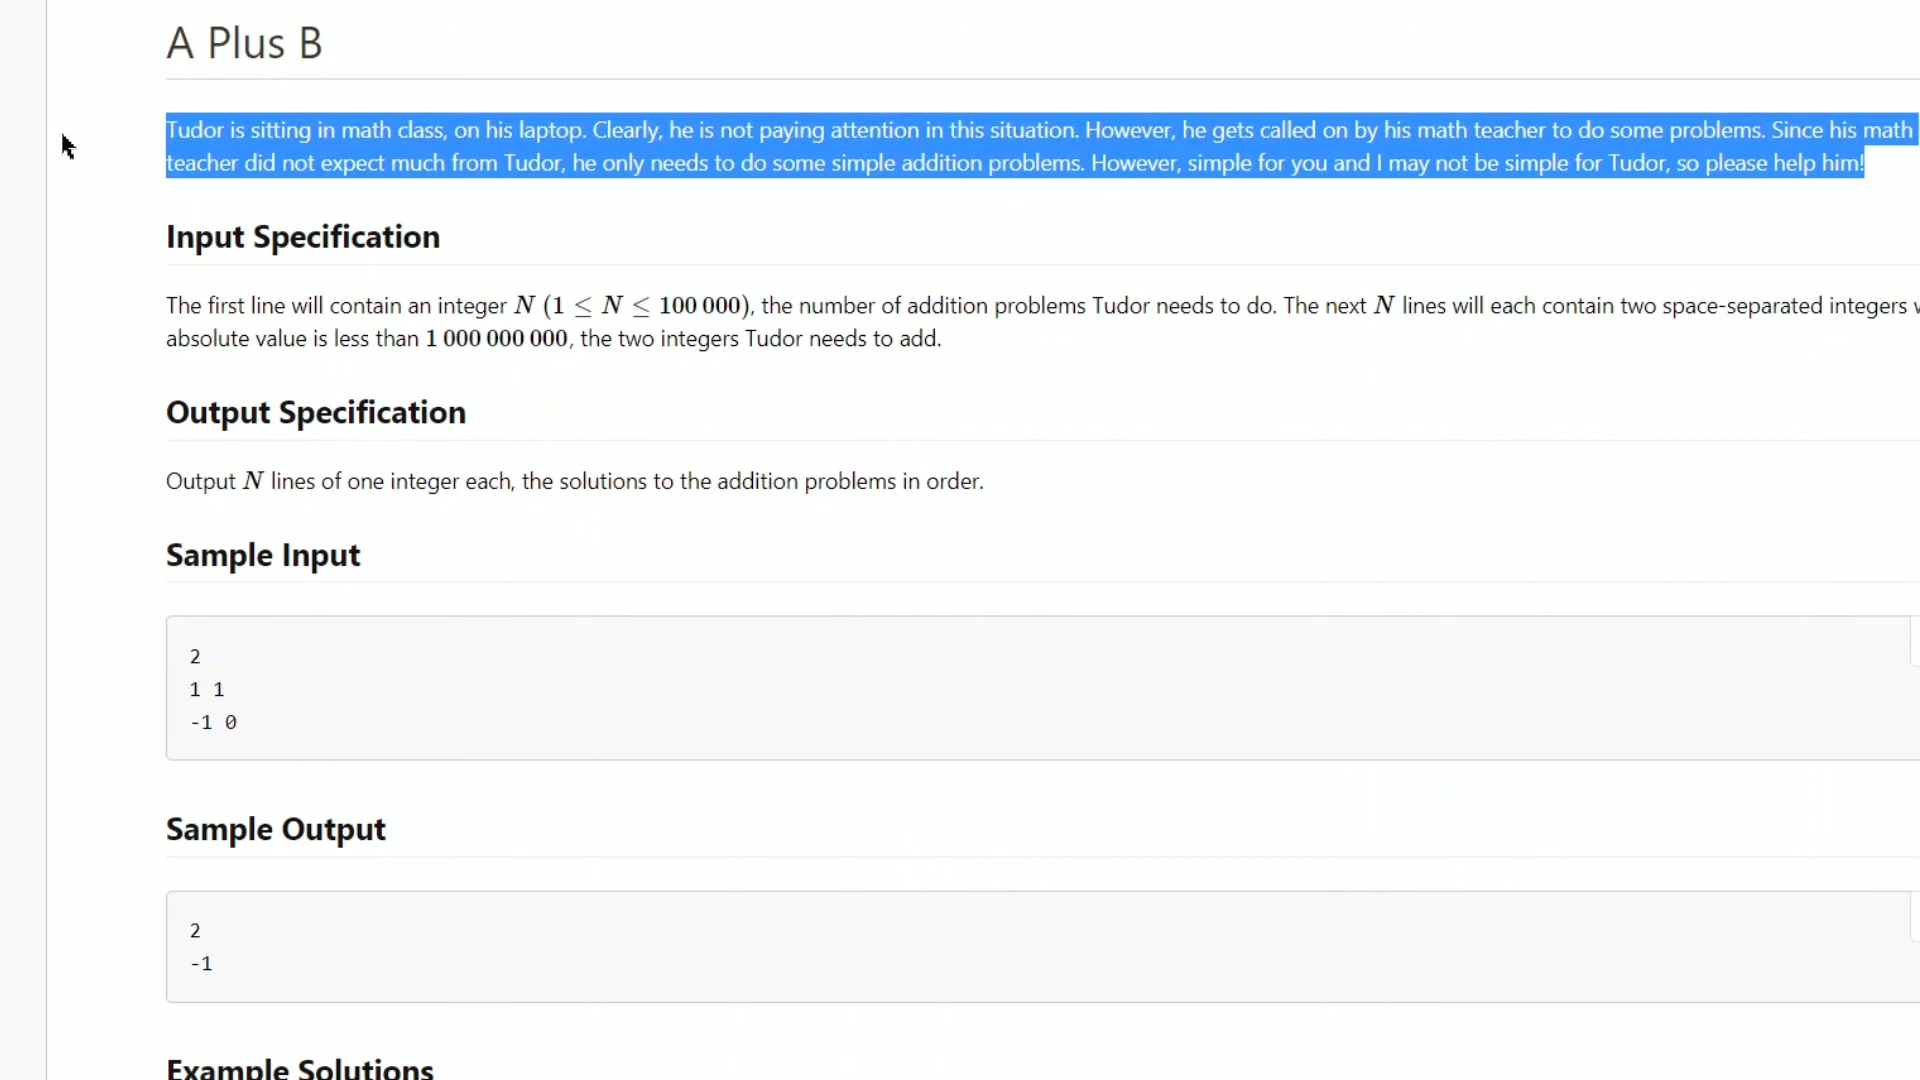 A Plus B
Tudor is sitting in math class, on his laptop. Clearly, he is not paying attention in this situation. However, he gets called on by his math teacher to do some problems. Since his math
teacher did not expect much from Tudor, he only needs to do some simple addition problems. However, simple for you and I may not be simple for Tudor, so please help him!
Input Specification
The first line will contain an integer N (1 ≤ N ≤ 100 000), the number of addition problems Tudor needs to do. The next N lines will each contain two space-separated integers
absolute value is less than 1 000 000 000, the two integers Tudor needs to add.
Output Specification
Output N lines of one integer each, the solutions to the addition problems in order.
Sample Input
2
1 1
-1 0
Sample Output
2
-1
Example Solutions